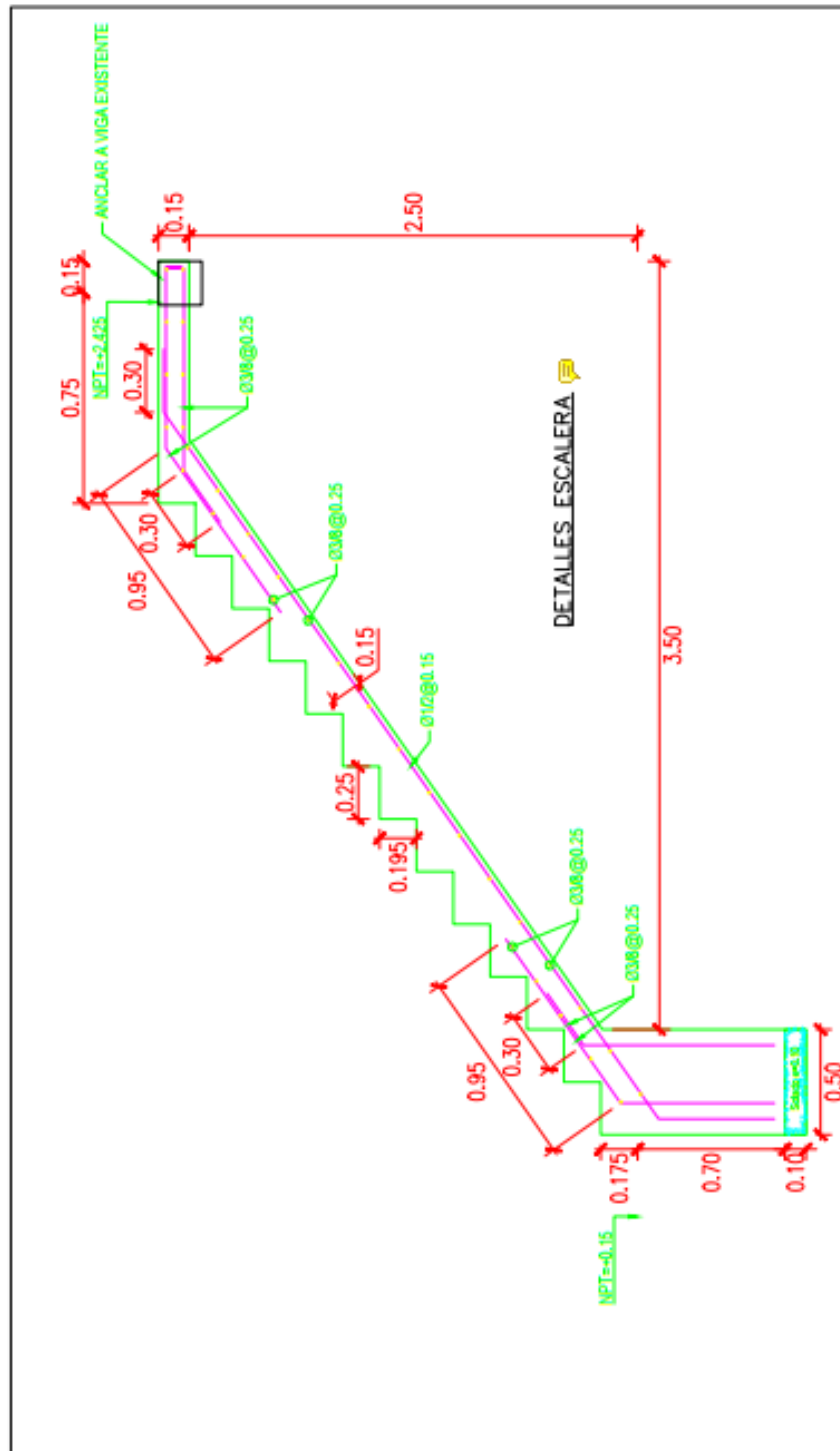 ANCLAR A VIGA EXISTENTE
0.15
0.75
NPT=+2.425
0.15
2.50
0.30
Ø3/8@0.25
0.30
0.95
Ø3/8@0.25
0.15
Ø1/2@0.15
0.25
0.195
DETALLES ESCALERA
3.50
Ø3/8@0.25
Ø3/8@0.25
0.95
0.30
0.175
0.70
0.10
NPT=+0.15
Solado e=0.10
0.50